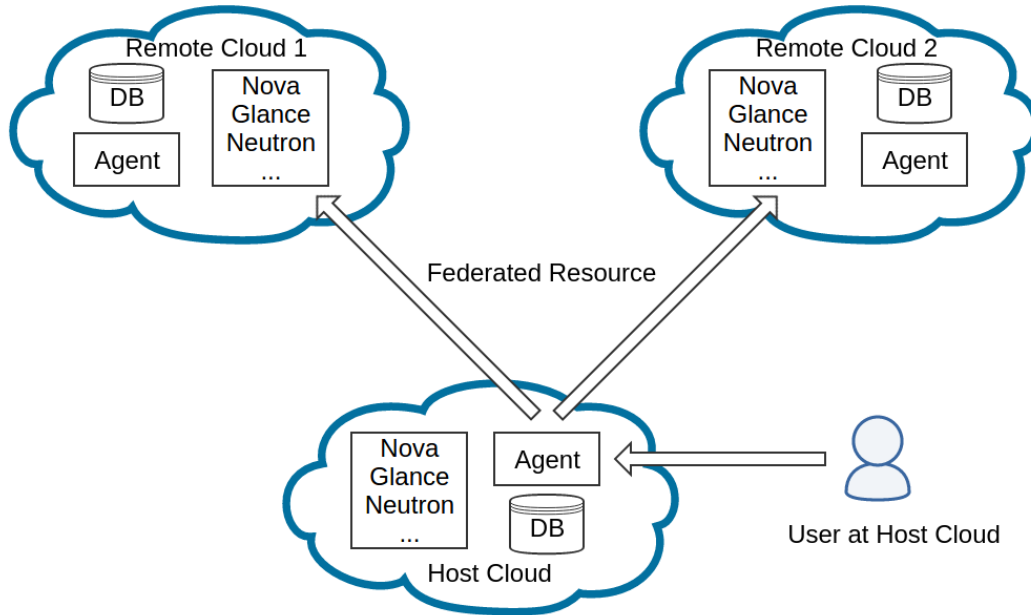 Remote Cloud 1
DB
Agent
Nova
Glance
Neutron
...
Remote Cloud 2
Nova
Glance
Neutron
...
DB
Agent
Federated Resource
Nova
Glance
Neutron
...
Agent
DB
Host Cloud
User at Host Cloud